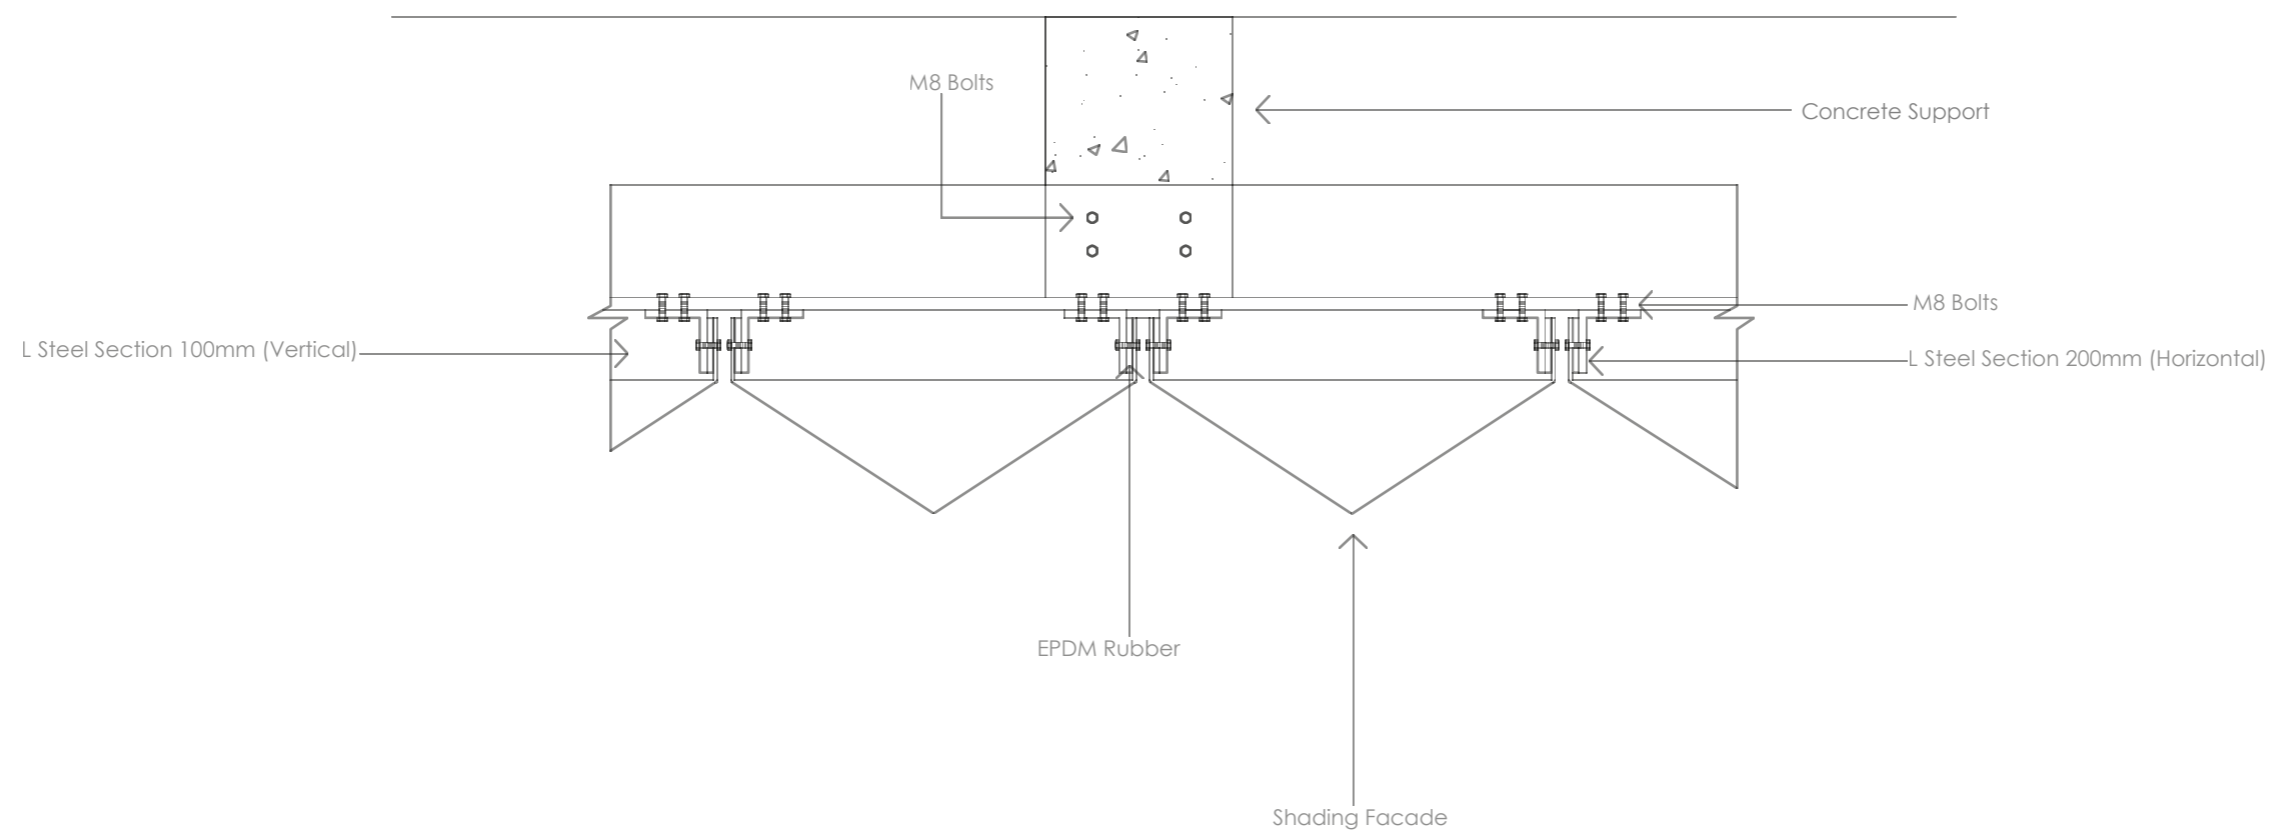 M8 Bolts
Concrete Support
M8 Bolts
L Steel Section 100mm (Vertical)
L Steel Section 200mm (Horizontal)
EPDM Rubber
Shading Facade